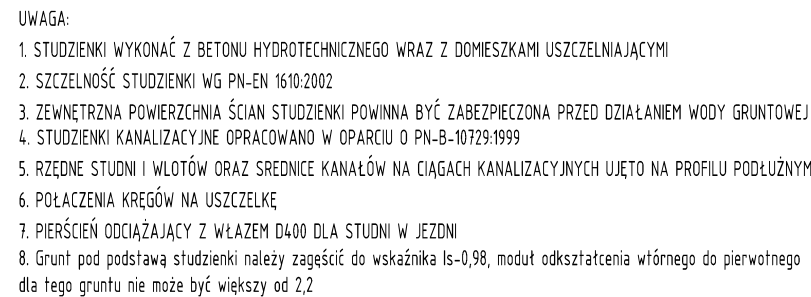 UWAGA:
1. STUDZIENKI WYKONAĆ Z BETONU HYDROTECHNICZNEGO WRAZ Z DOMIESZKAMI USZCZELNIAJĄCYMI
2. SZCZELNOŚĆ STUDZIENKI WG PN-EN 1610:2002
3. ZEWNĘTRZNA POWIERZCHNIA ŚCIAN STUDZIENKI POWINNA BYĆ ZABEZPIECZONA PRZED DZIAŁANIEM WODY GRUNTOWEJ
4. STUDZIENKI KANALIZACYJNE OPRACOWANO W OPARCIU O PN-B-10729:1999
5. RZĘDNE STUDNI I WLOTÓW ORAZ SREDNICE KANAŁÓW NA CIĄGACH KANALIZACYJNYCH UJĘTO NA PROFILU PODŁUŻNYM
6. POŁACZENIA KRĘGÓW NA USZCZELKĘ
7. PIERŚCIEŃ ODCIĄŻAJĄCY Z WŁAZEM D400 DLA STUDNI W JEZDNI
8. Grunt pod podstawą studzienki należy zagęścić do wskaźnika Is-0,98, moduł odkształcenia wtórnego do pierwotnego
dla tego gruntu nie może być większy od 2,2